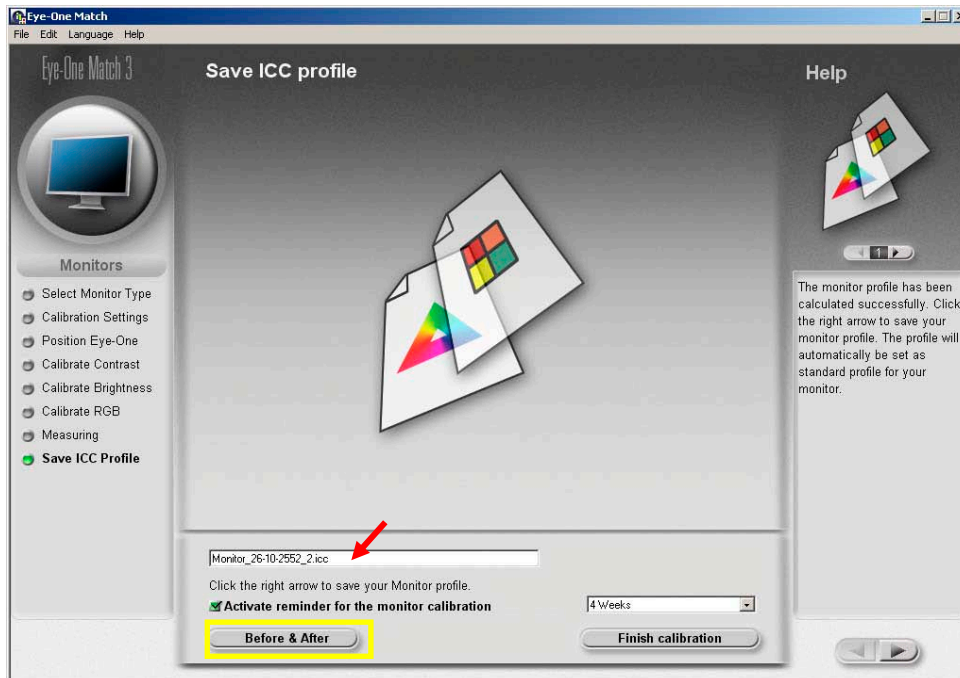 Eye-One Match
File Edit Language Help
Eye-One Match 3
Save ICC profile
Help
Monitors
Select Monitor Type
Calibration Settings
Position Eye-One
Calibrate Contrast
Calibrate Brightness
Calibrate RGB
Measuring
Save ICC Profile
1
The monitor profile has been
calculated successfully. Click
the right arrow to save your
monitor profile. The profile will
automatically be set as
standard profile for your
monitor.
Monitor_26-10-2552_2.icc
Click the right arrow to save your Monitor profile.
Activate reminder for the monitor calibration
4 Weeks
Before & After
Finish calibration